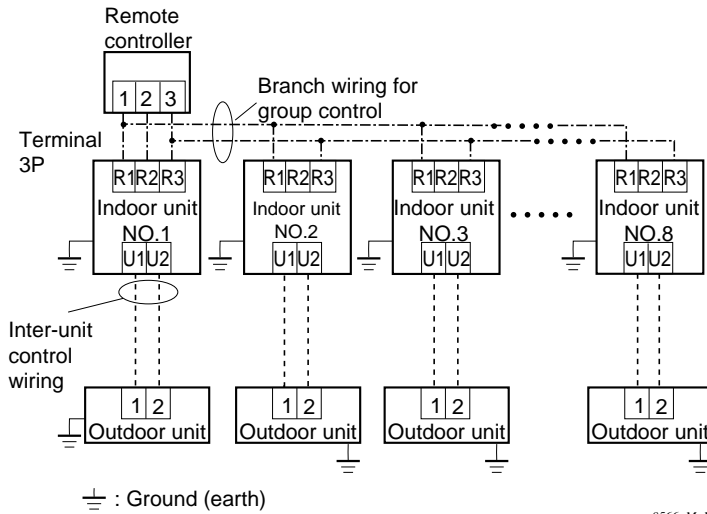 Remote
controller
1 2 3
Branch wiring for
group control
Terminal
3P
R1 R2 R3
R1 R2 R3
R1 R2 R3
R1 R2 R3
Indoor unit
NO.1
Indoor unit
NO.2
Indoor unit
NO.3
Indoor unit
NO.8
U1 U2
U1 U2
U1 U2
U1 U2
Inter-unit
control
wiring
1 2
1 2
1 2
1 2
Outdoor unit
Outdoor unit
Outdoor unit
Outdoor unit
: Ground (earth)